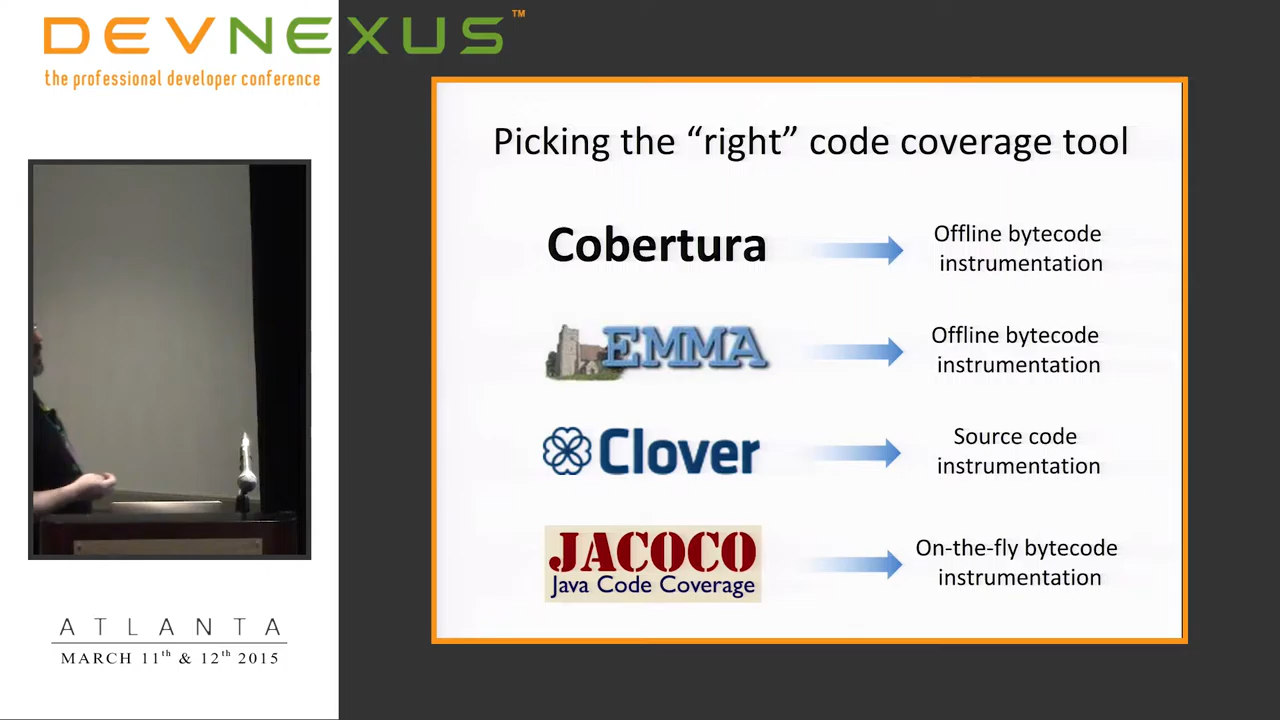 DEVNEXUS™
the professional developer conference
Picking the “right” code coverage tool
Cobertura
Offline bytecode
instrumentation
EMMA
Offline bytecode
instrumentation
Clover
Source code
instrumentation
JACOCO
Java Code Coverage
On-the-fly bytecode
instrumentation
ATLANTA
MARCH 11th & 12th 2015